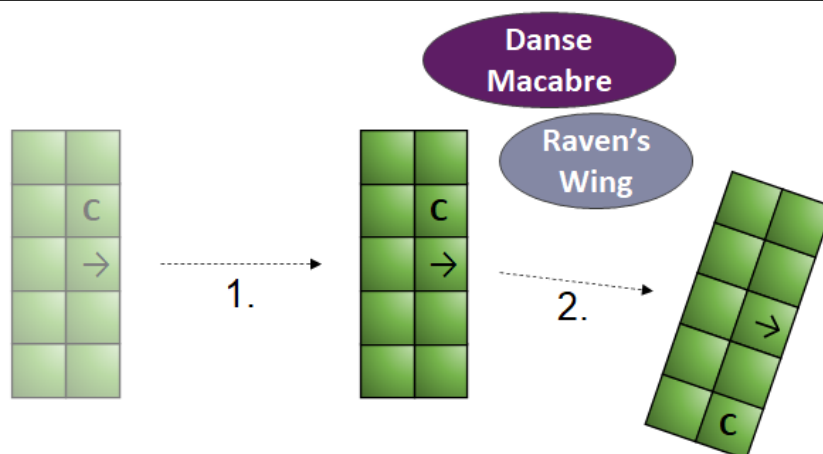 Danse
Macabre
Raven’s
Wing
C
C
→
→
1.
2.
→
C